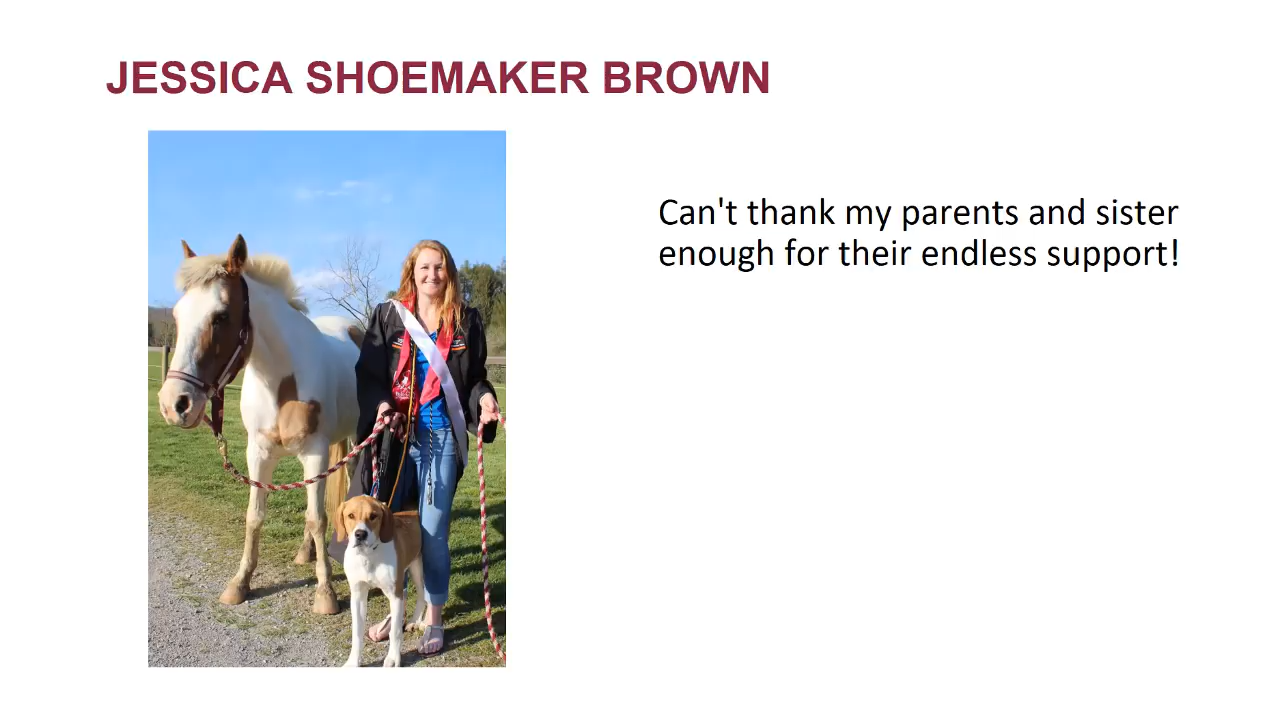 JESSICA SHOEMAKER BROWN
Can't thank my parents and sister
enough for their endless support!